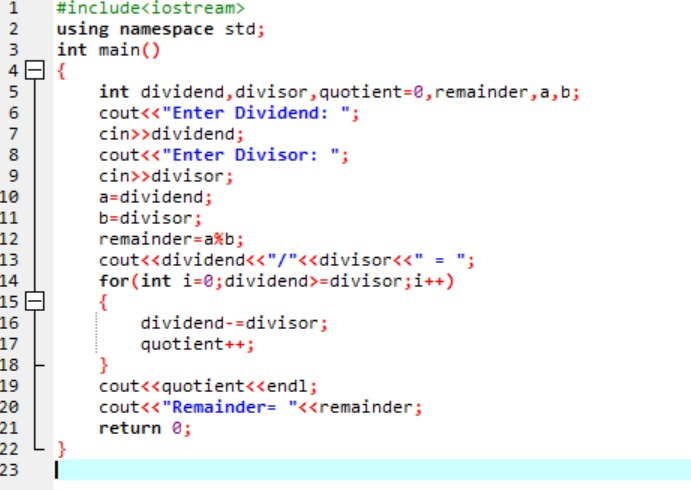 1 #include<iostream>
2 using namespace std;
3 int main()
4 {
5 int dividend,divisor,quotient=0,remainder,a,b;
6 cout<<"Enter Dividend: ";
7 cin>>dividend;
8 cout<<"Enter Divisor: ";
9 cin>>divisor;
10 a=dividend;
11 b=divisor;
12 remainder=a%b;
13 cout<<dividend<<"/"<<divisor<<" = ";
14 for(int i=0;dividend>=divisor;i++)
15 {
16 dividend-=divisor;
17 quotient++;
18 }
19 cout<<quotient<<endl;
20 cout<<"Remainder= "<<remainder;
21 return 0;
22 }
23